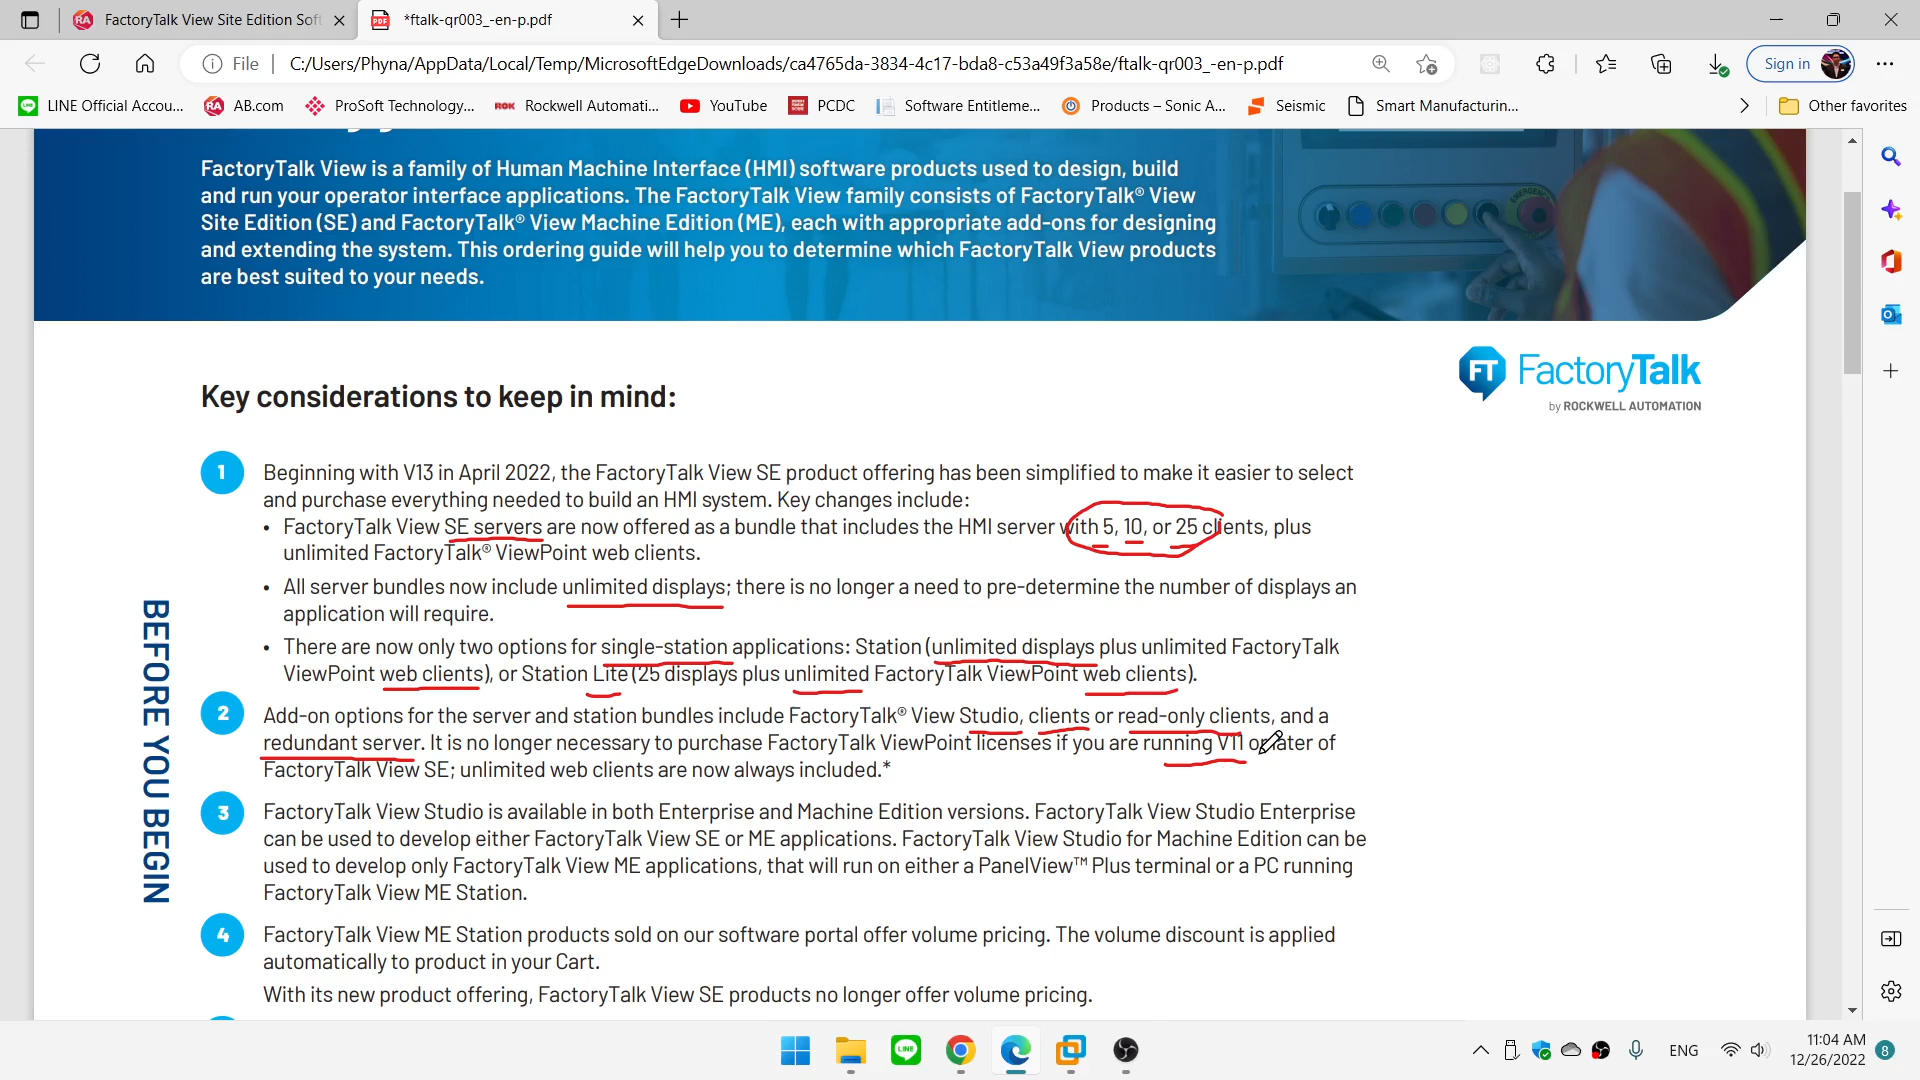 FactoryTalk View Site Edition Soft
*ftalk-qr003_-en-p.pdf
File
C:/Users/Phyna/AppData/Local/Temp/MicrosoftEdgeDownloads/ca4765da-3834-4c17-bda8-c53a49f3a58e/ftalk-qr003_-en-p.pdf
Sign in
LINE Official Accou...
AB.com
ProSoft Technology...
Rockwell Automati...
YouTube
PCDC
Software Entitleme...
Products – Sonic A...
Seismic
Smart Manufacturin...
Other favorites
FactoryTalk View is a family of Human Machine Interface (HMI) software products used to design, build
and run your operator interface applications. The FactoryTalk View family consists of FactoryTalk® View
Site Edition (SE) and FactoryTalk® View Machine Edition (ME), each with appropriate add-ons for designing
and extending the system. This ordering guide will help you to determine which FactoryTalk View products
are best suited to your needs.
EMERGENCY
FT FactoryTalk
by ROCKWELL AUTOMATION
Key considerations to keep in mind:
BEFORE YOU BEGIN
1
Beginning with V13 in April 2022, the FactoryTalk View SE product offering has been simplified to make it easier to select
and purchase everything needed to build an HMI system. Key changes include:
• FactoryTalk View SE servers are now offered as a bundle that includes the HMI server with 5, 10, or 25 clients, plus
unlimited FactoryTalk® ViewPoint web clients.
• All server bundles now include unlimited displays; there is no longer a need to pre-determine the number of displays an
application will require.
• There are now only two options for single-station applications: Station (unlimited displays plus unlimited FactoryTalk
ViewPoint web clients), or Station Lite (25 displays plus unlimited FactoryTalk ViewPoint web clients).
2
Add-on options for the server and station bundles include FactoryTalk® View Studio, clients or read-only clients, and a
redundant server. It is no longer necessary to purchase FactoryTalk ViewPoint licenses if you are running V11 or later of
FactoryTalk View SE; unlimited web clients are now always included.*
3
FactoryTalk View Studio is available in both Enterprise and Machine Edition versions. FactoryTalk View Studio Enterprise
can be used to develop either FactoryTalk View SE or ME applications. FactoryTalk View Studio for Machine Edition can be
used to develop only FactoryTalk View ME applications, that will run on either a PanelView™ Plus terminal or a PC running
FactoryTalk View ME Station.
4
FactoryTalk View ME Station products sold on our software portal offer volume pricing. The volume discount is applied
automatically to product in your Cart.
With its new product offering, FactoryTalk View SE products no longer offer volume pricing.
ENG
11:04 AM
12/26/2022
8